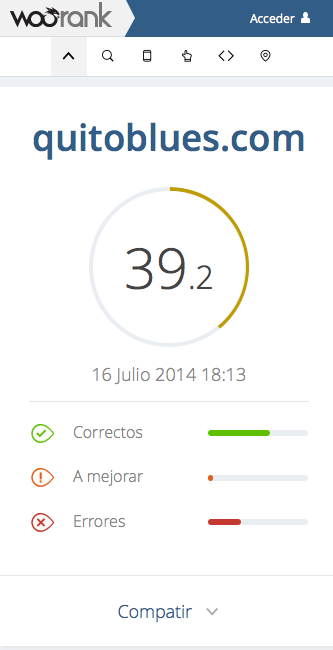 woorank
Acceder
quitoblues.com
39.2
16 Julio 2014 18:13
Correctos
A mejorar
Errores
Compatir